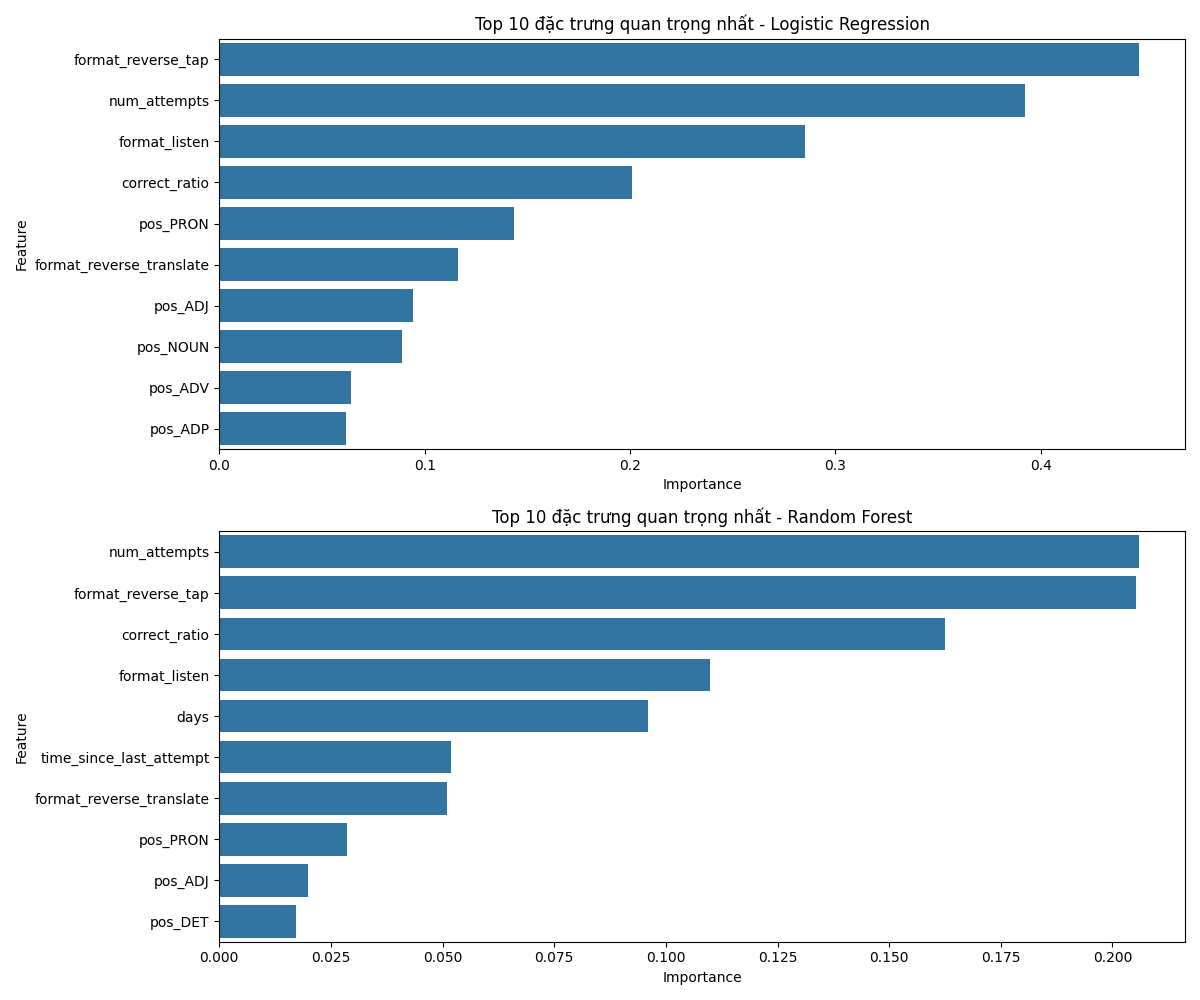 Top 10 đặc trưng quan trọng nhất - Logistic Regression
Feature
format_reverse_tap
num_attempts
format_listen
correct_ratio
pos_PRON
format_reverse_translate
pos_ADJ
pos_NOUN
pos_ADV
pos_ADP
0.0 0.1 0.2 0.3 0.4
Importance
Top 10 đặc trưng quan trọng nhất - Random Forest
Feature
num_attempts
format_reverse_tap
correct_ratio
format_listen
days
time_since_last_attempt
format_reverse_translate
pos_PRON
pos_ADJ
pos_DET
0.000 0.025 0.050 0.075 0.100 0.125 0.150 0.175 0.200
Importance